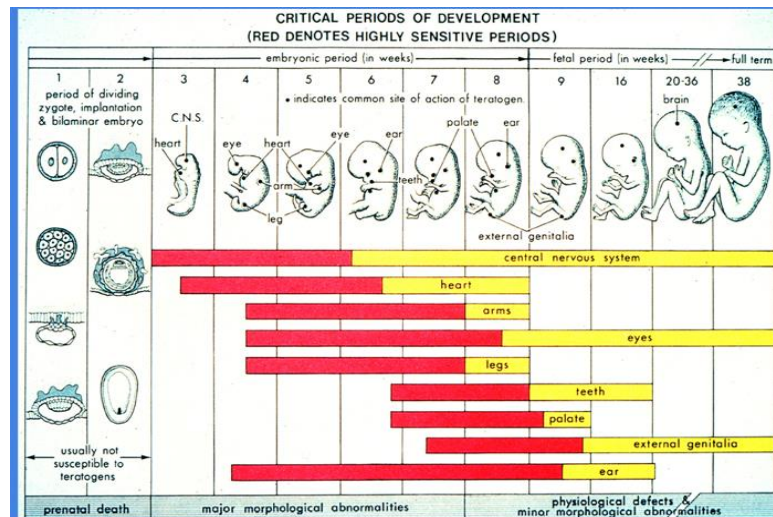 CRITICAL PERIODS OF DEVELOPMENT
(RED DENOTES HIGHLY SENSITIVE PERIODS)
embryonic period (in weeks)
fetal period (in weeks)
full term
1
2
3
4
5
6
7
8
9
16
20-36
38
period of dividing
zygote, implantation
& bilaminar embryo
• indicates common site of action of teratogen.
C.N.S.
heart
eye
heart
arm
leg
eye
ear
teeth
palate
ear
external genitalia
brain
central nervous system
heart
arms
eyes
legs
teeth
palate
external genitalia
ear
usually not
susceptible to
teratogens
prenatal death
major morphological abnormalities
physiological defects &
minor morphological abnormalities